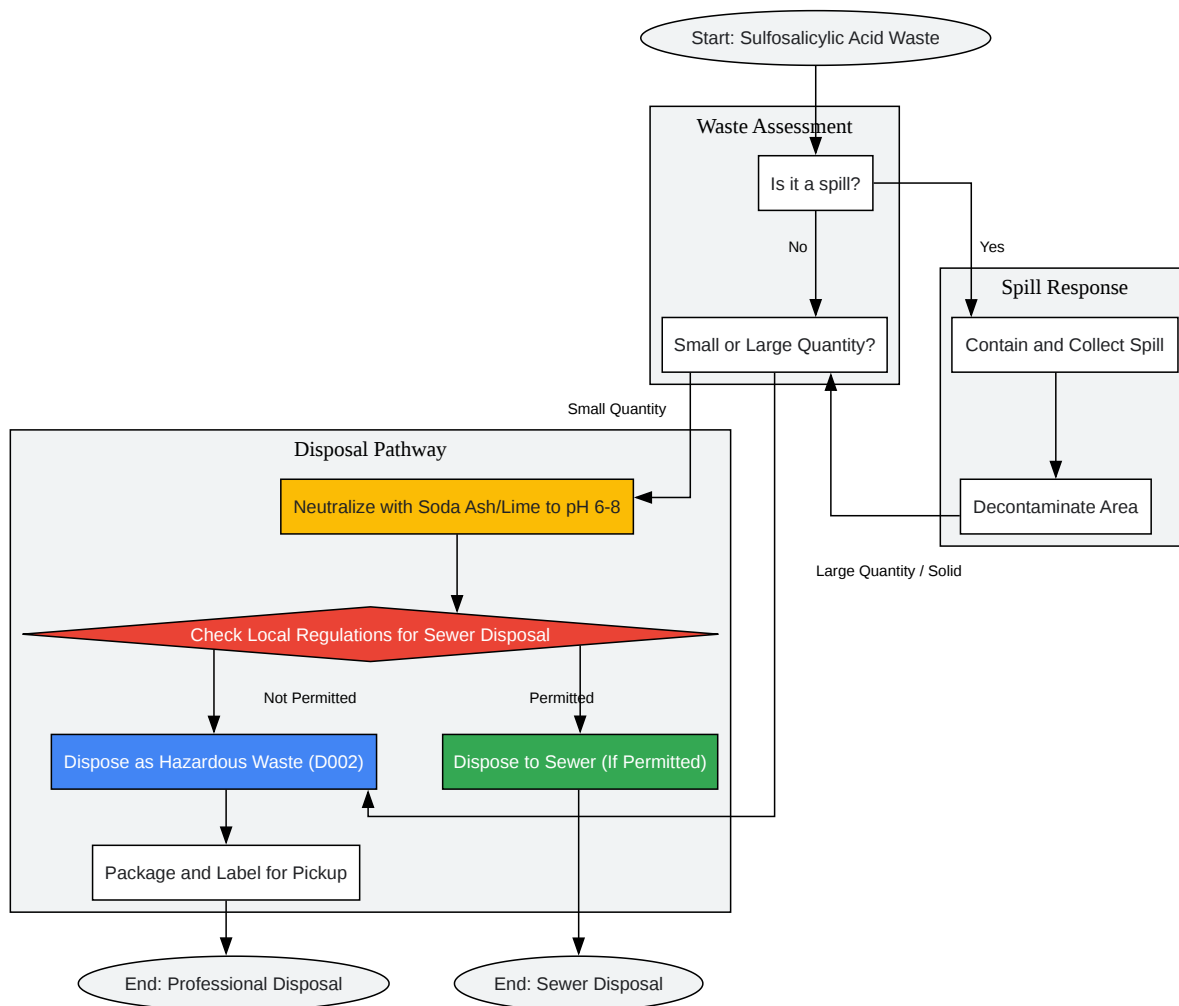 Start: Sulfosalicylic Acid Waste
Waste Assessment
Is it a spill?
No
Yes
Spill Response
Small or Large Quantity?
Contain and Collect Spill
Small Quantity
Disposal Pathway
Neutralize with Soda Ash/Lime to pH 6-8
Decontaminate Area
Large Quantity / Solid
Check Local Regulations for Sewer Disposal
Not Permitted
Permitted
Dispose as Hazardous Waste (D002)
Dispose to Sewer (If Permitted)
Package and Label for Pickup
End: Professional Disposal
End: Sewer Disposal